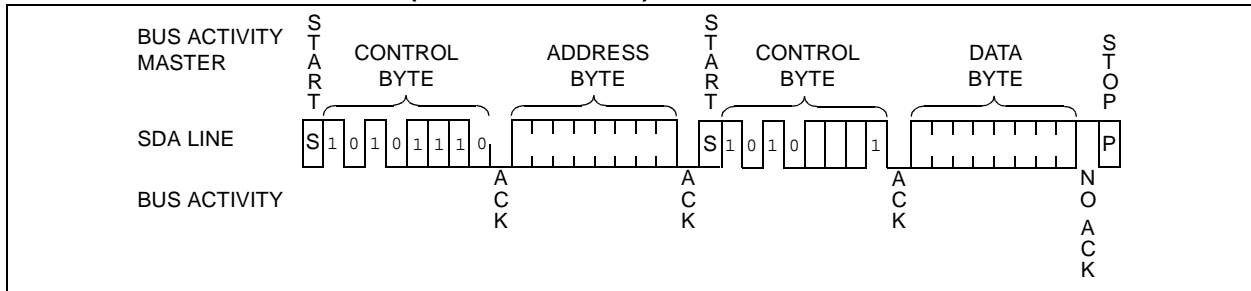 BUS ACTIVITY
MASTER
START
CONTROL
BYTE
ADDRESS
BYTE
START
CONTROL
BYTE
DATA
BYTE
STOP
SDA LINE
S 1 0 1 0 1 1 1 0
S 1 0 1 0 1
P
BUS ACTIVITY
ACK
ACK
ACK
NO ACK